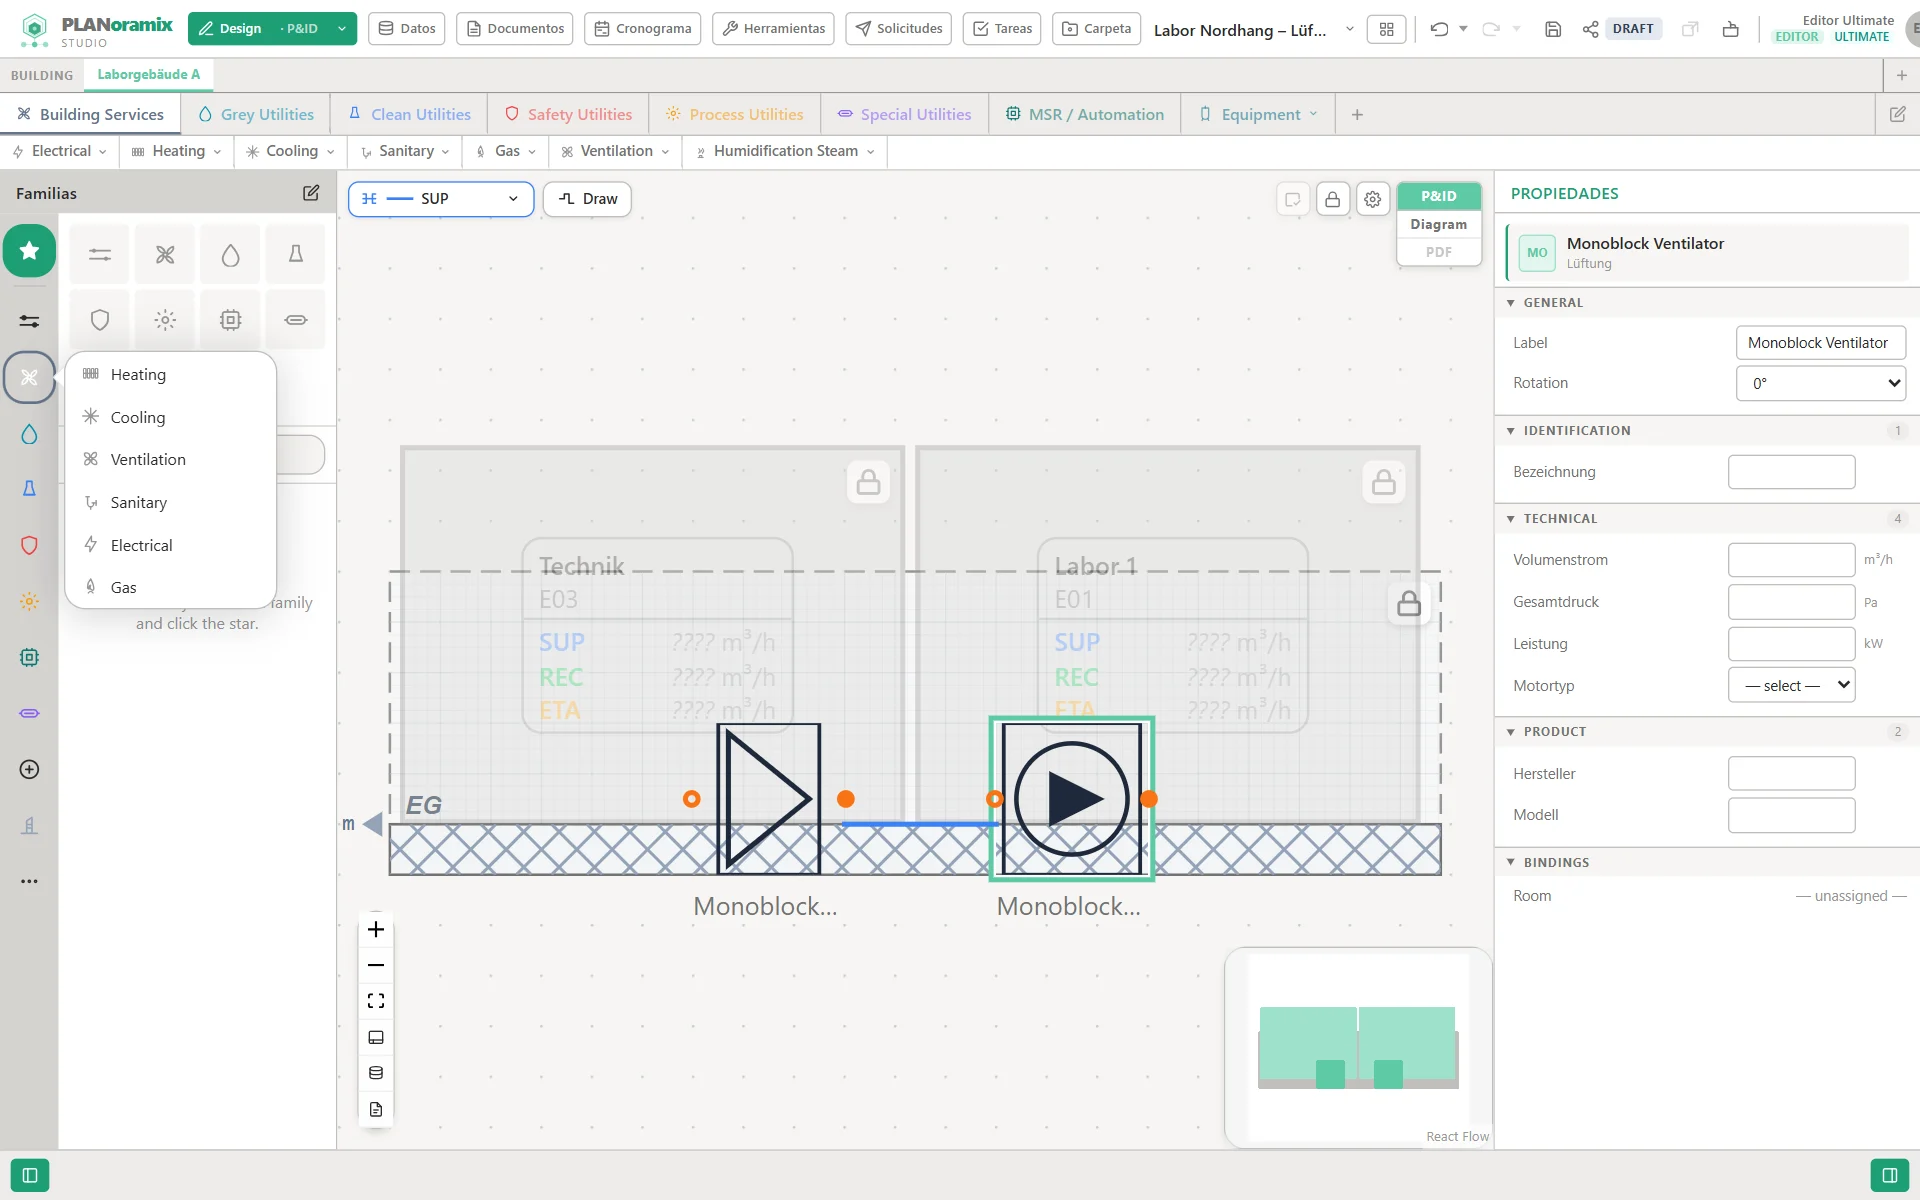 PLANoramix
STUDIO
Design · P&ID
Datos
Documentos
Cronograma
Herramientas
Solicitudes
Tareas
Carpeta
Labor Nordhang – Lüf...
DRAFT
Editor Ultimate
EDITOR ULTIMATE
BUILDING
Laborgebäude A
Building Services
Grey Utilities
Clean Utilities
Safety Utilities
Process Utilities
Special Utilities
MSR / Automation
Equipment
Electrical
Heating
Cooling
Sanitary
Gas
Ventilation
Humidification Steam
Familias
SUP
Draw
P&ID
Diagram
PDF
Heating
Cooling
Ventilation
Sanitary
Electrical
Gas
family
and click the star.
Technik
E03
SUP ???? m³/h
REC ???? m³/h
ETA ???? m³/h
Labor 1
E01
SUP ???? m³/h
REC ???? m³/h
ETA ???? m³/h
EG
m
Monoblock...
Monoblock...
React Flow
PROPIEDADES
MO
Monoblock Ventilator
Lüftung
GENERAL
Label Monoblock Ventilator
Rotation 0°
IDENTIFICATION 1
Bezeichnung
TECHNICAL 4
Volumenstrom m³/h
Gesamtdruck Pa
Leistung kW
Motortyp — select —
PRODUCT 2
Hersteller
Modell
BINDINGS
Room — unassigned —